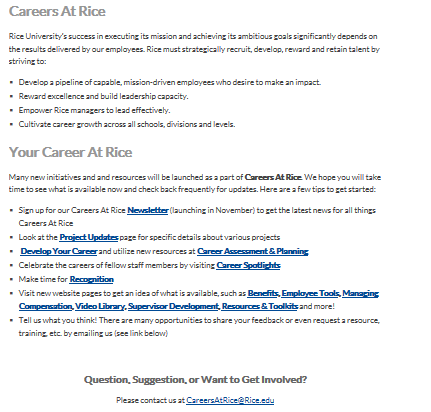 Careers At Rice
Rice University's success in executing its mission and achieving its ambitious goals significantly depends on
the results delivered by our employees. Rice must strategically recruit, develop, reward and retain talent by
striving to:
• Develop a pipeline of capable, mission-driven employees who desire to make an impact.
• Reward excellence and build leadership capacity.
• Empower Rice managers to lead effectively.
• Cultivate career growth across all schools, divisions and levels.
Your Career At Rice
Many new initiatives and and resources will be launched as a part of Careers At Rice. We hope you will take
time to see what is available now and check back frequently for updates. Here are a few tips to get started:
• Sign up for our Careers At Rice Newsletter (launching in November) to get the latest news for all things
Careers At Rice
• Look at the Project Updates page for specific details about various projects
• Develop Your Career and utilize new resources at Career Assessment & Planning
• Celebrate the careers of fellow staff members by visiting Career Spotlights
• Make time for Recognition
• Visit new website pages to get an idea of what is available, such as Benefits, Employee Tools, Managing
Compensation, Video Library, Supervisor Development, Resources & Toolkits and more!
• Tell us what you think! There are many opportunities to share your feedback or even request a resource,
training, etc. by emailing us (see link below)
Question, Suggestion, or Want to Get Involved?
Please contact us at CareersAtRice@Rice.edu